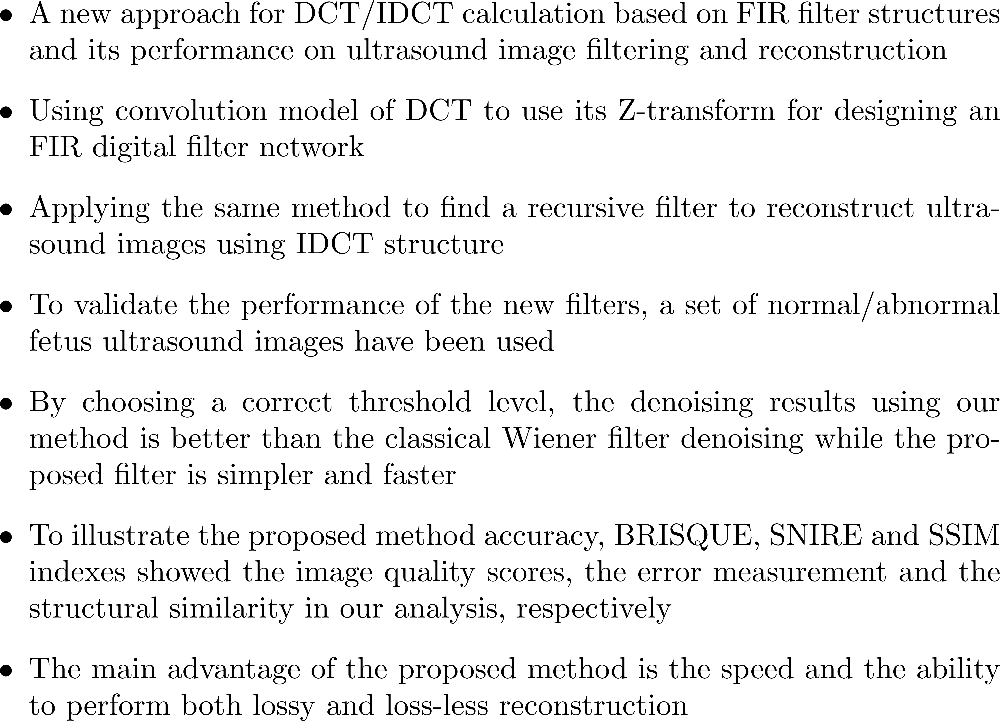 • A new approach for DCT/IDCT calculation based on FIR filter structures
and its performance on ultrasound image filtering and reconstruction
• Using convolution model of DCT to use its Z-transform for designing an
FIR digital filter network
• Applying the same method to find a recursive filter to reconstruct ultra-
sound images using IDCT structure
• To validate the performance of the new filters, a set of normal/abnormal
fetus ultrasound images have been used
• By choosing a correct threshold level, the denoising results using our
method is better than the classical Wiener filter denoising while the pro-
posed filter is simpler and faster
• To illustrate the proposed method accuracy, BRISQUE, SNIRE and SSIM
indexes showed the image quality scores, the error measurement and the
structural similarity in our analysis, respectively
• The main advantage of the proposed method is the speed and the ability
to perform both lossy and loss-less reconstruction